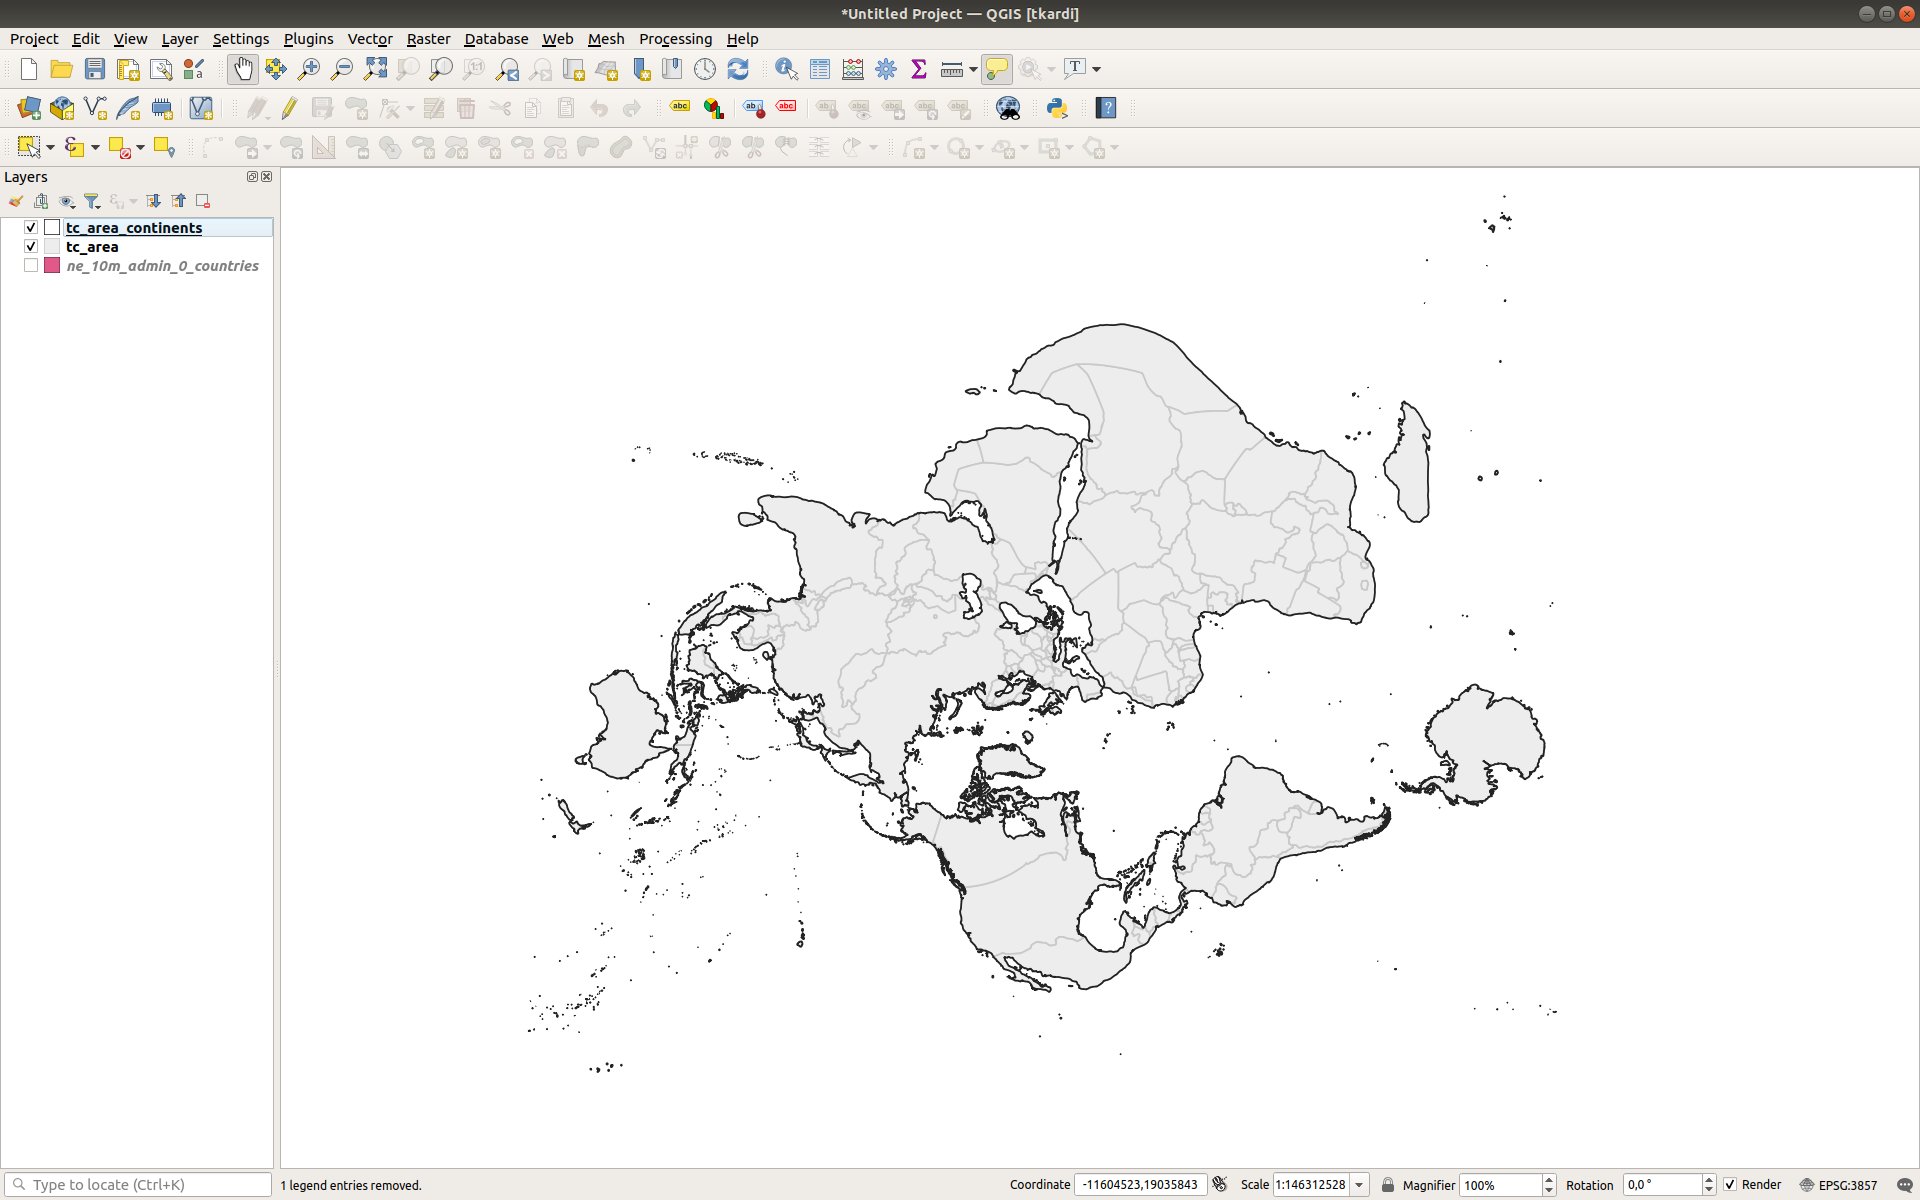 *Untitled Project — QGIS [tkardi]
Project Edit View Layer Settings Plugins Vector Raster Database Web Mesh Processing Help
Layers
tc_area_continents
tc_area
ne_10m_admin_0_countries
Type to locate (Ctrl+K)
1 legend entries removed.
Coordinate -11604523,19035843 Scale 1:146312528 Magnifier 100% Rotation 0,0 ° Render EPSG:3857